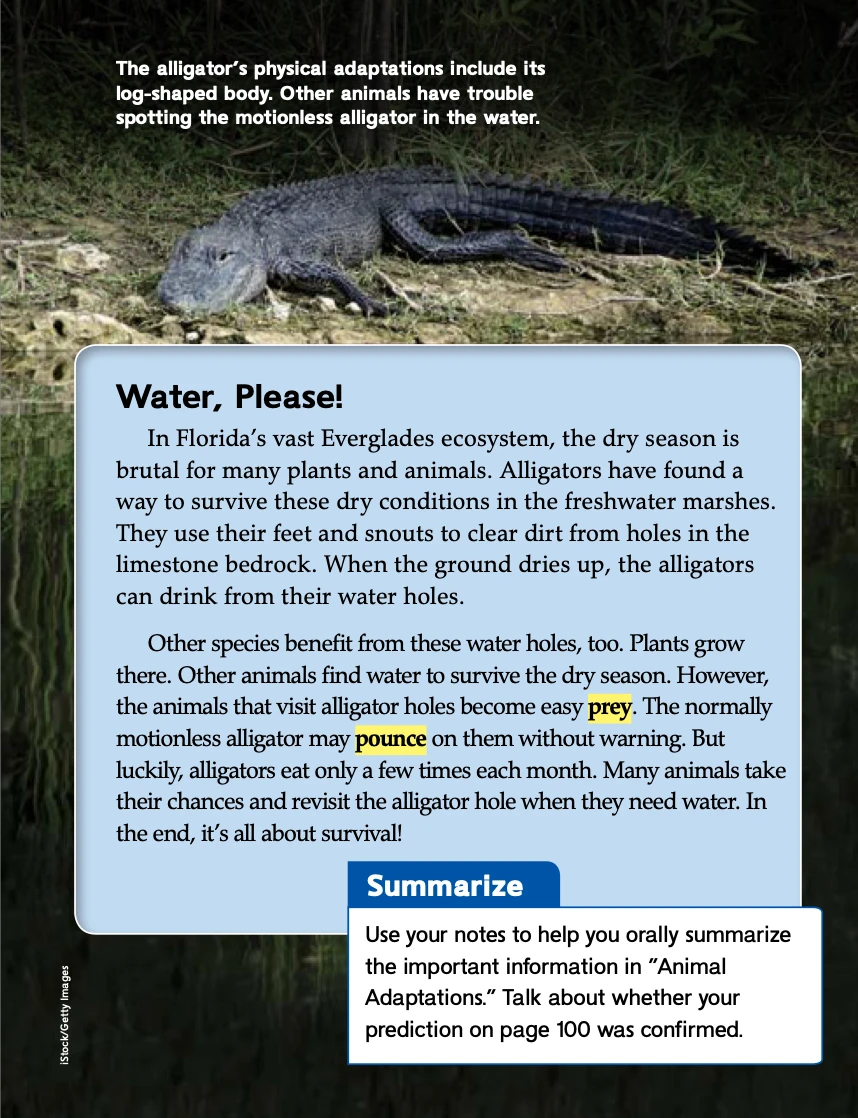 The alligator's physical adaptations include its
log-shaped body. Other animals have trouble
spotting the motionless alligator in the water.
Water, Please!
In Florida's vast Everglades ecosystem, the dry season is
brutal for many plants and animals. Alligators have found a
way to survive these dry conditions in the freshwater marshes.
They use their feet and snouts to clear dirt from holes in the
limestone bedrock. When the ground dries up, the alligators
can drink from their water holes.
Other species benefit from these water holes, too. Plants grow
there. Other animals find water to survive the dry season. However,
the animals that visit alligator holes become easy prey. The normally
motionless alligator may pounce on them without warning. But
luckily, alligators eat only a few times each month. Many animals take
their chances and revisit the alligator hole when they need water. In
the end, it's all about survival!
Summarize
Use your notes to help you orally summarize
the important information in "Animal
Adaptations." Talk about whether your
prediction on page 100 was confirmed.
iStock/Getty Images